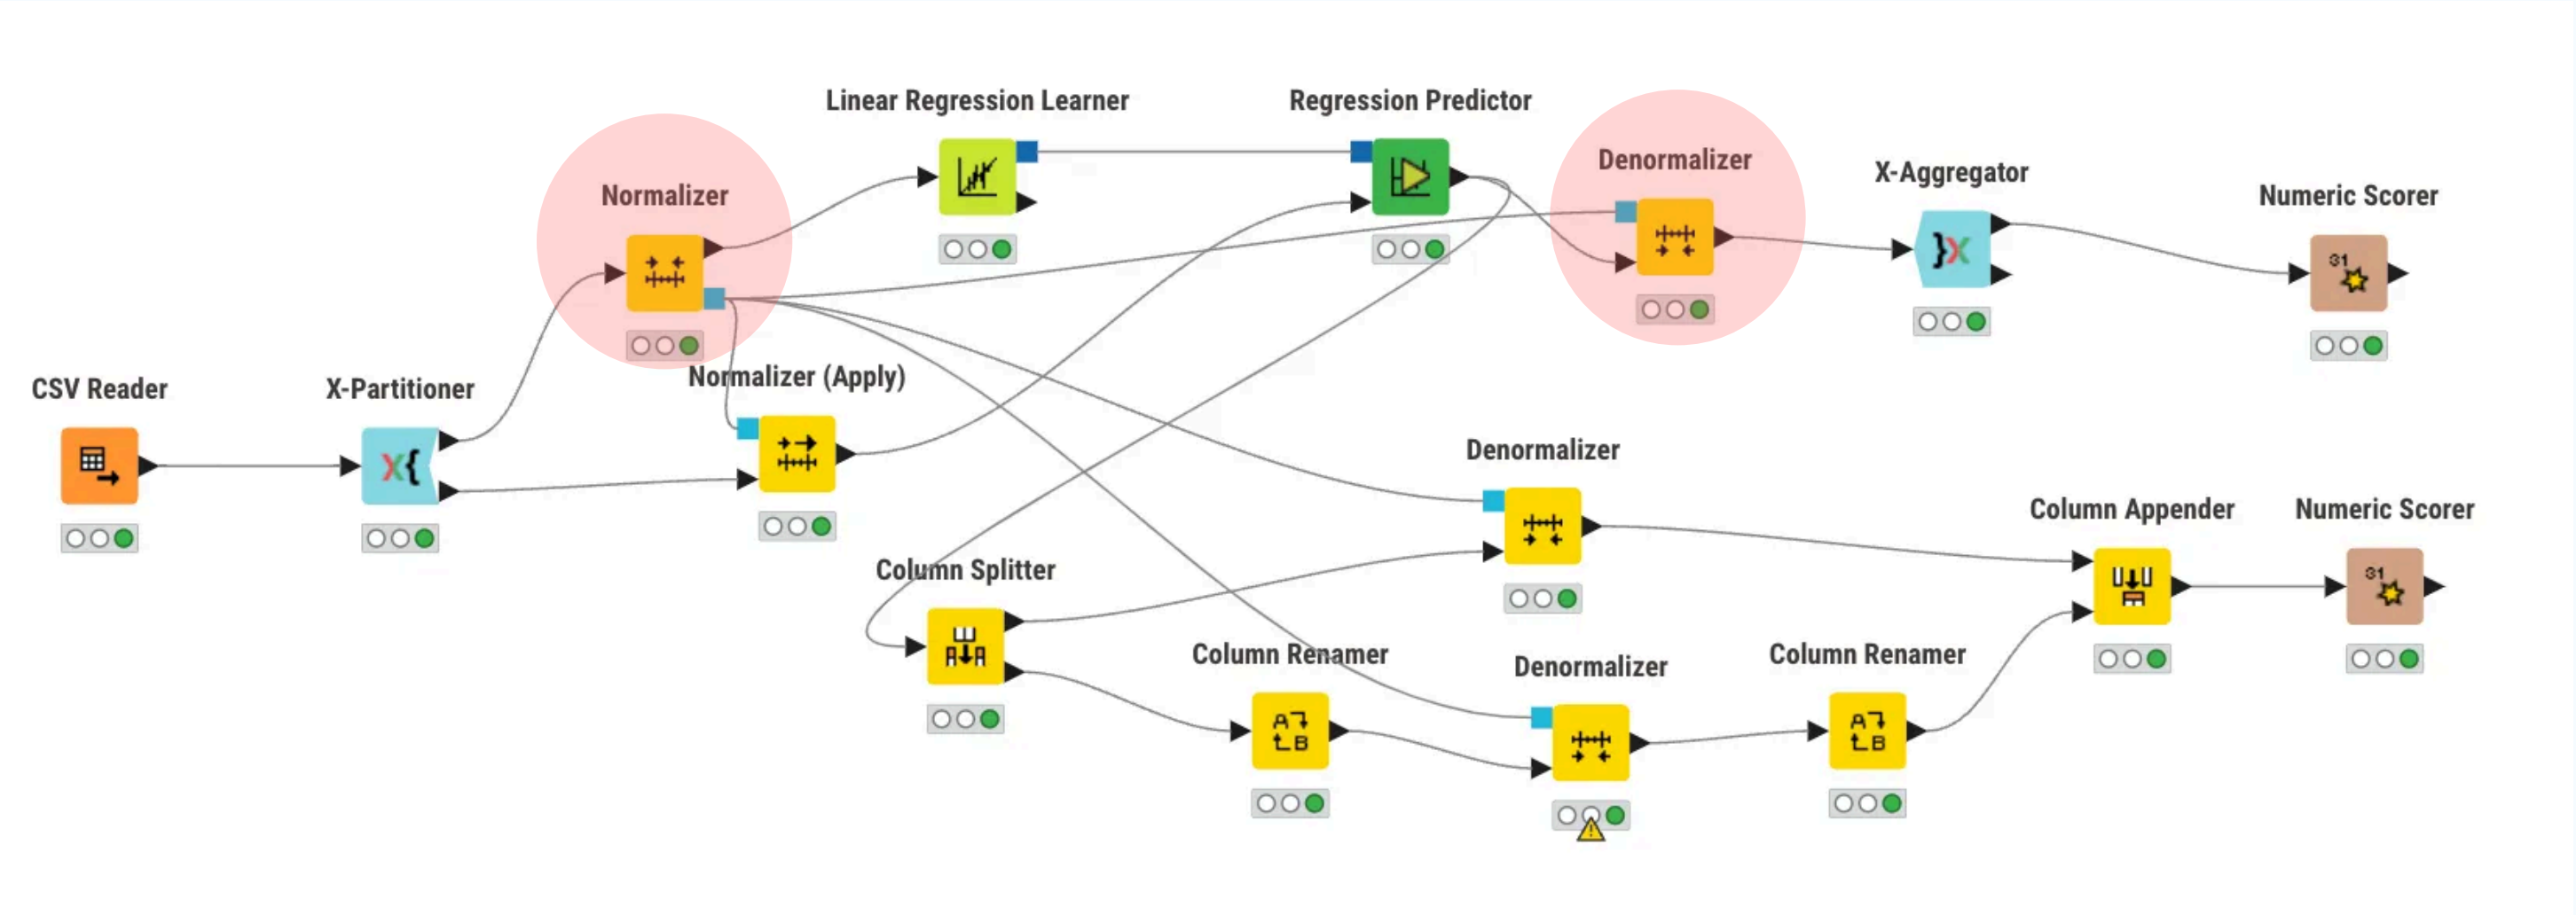 Linear Regression Learner
Regression Predictor
Denormalizer
X-Aggregator
Normalizer
Numeric Scorer
CSV Reader
X-Partitioner
Normalizer (Apply)
Denormalizer
Column Appender
Numeric Scorer
Column Splitter
Column Renamer
Denormalizer
Column Renamer